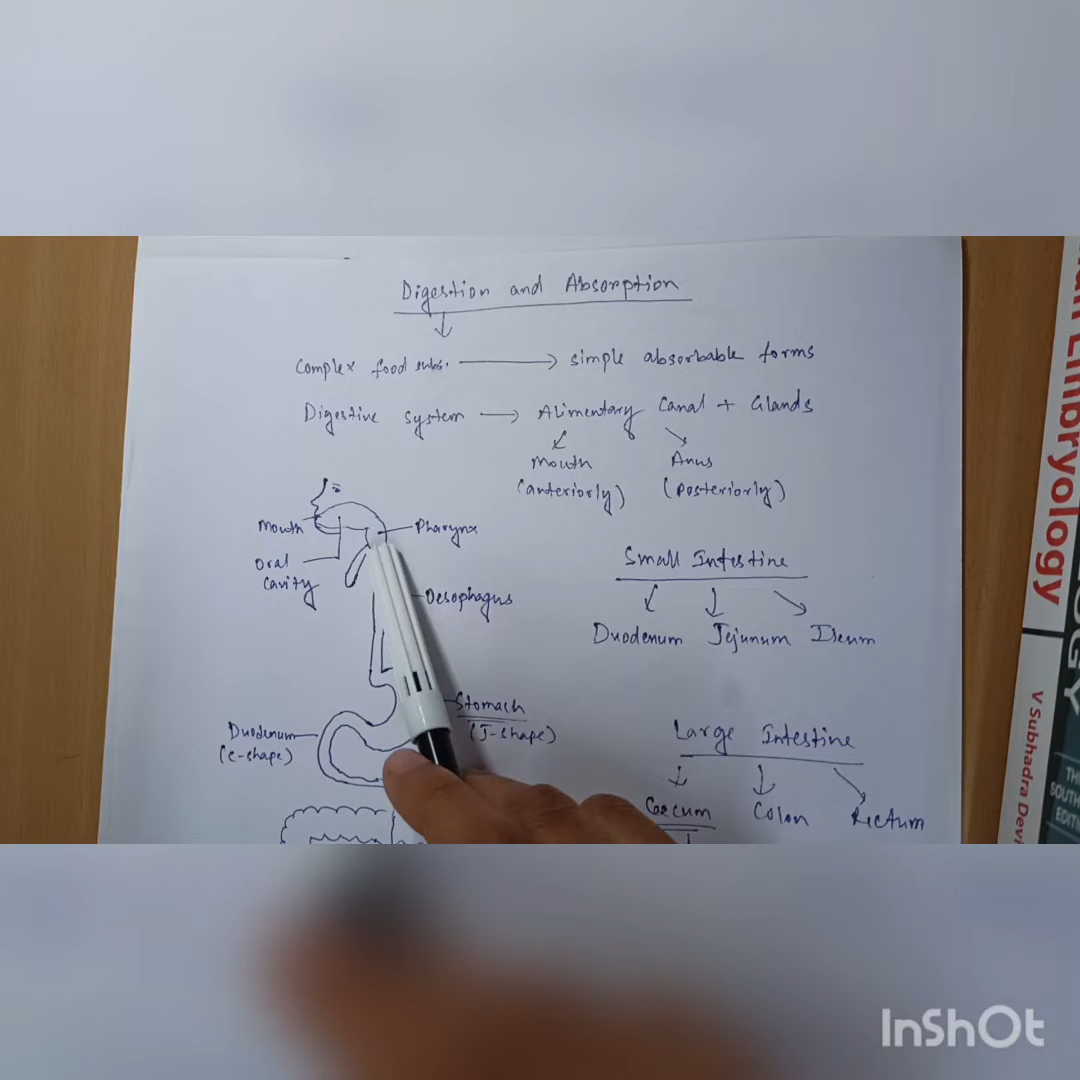 Digestion and Absorption
Complex food subs. → simple absorbable forms
Digestive system → Alimentary Canal + Glands
Mouth Anus
(anteriorly) (posteriorly)
Mouth
Pharynx
Oral
cavity
Oesophagus
Small Intestine
Duodenum Jejunum Ileum
Stomach
(J-shape)
Duodenum
(C-shape)
Large Intestine
Caecum Colon Rectum
Embryology
V Subhadra Devi
InShOt